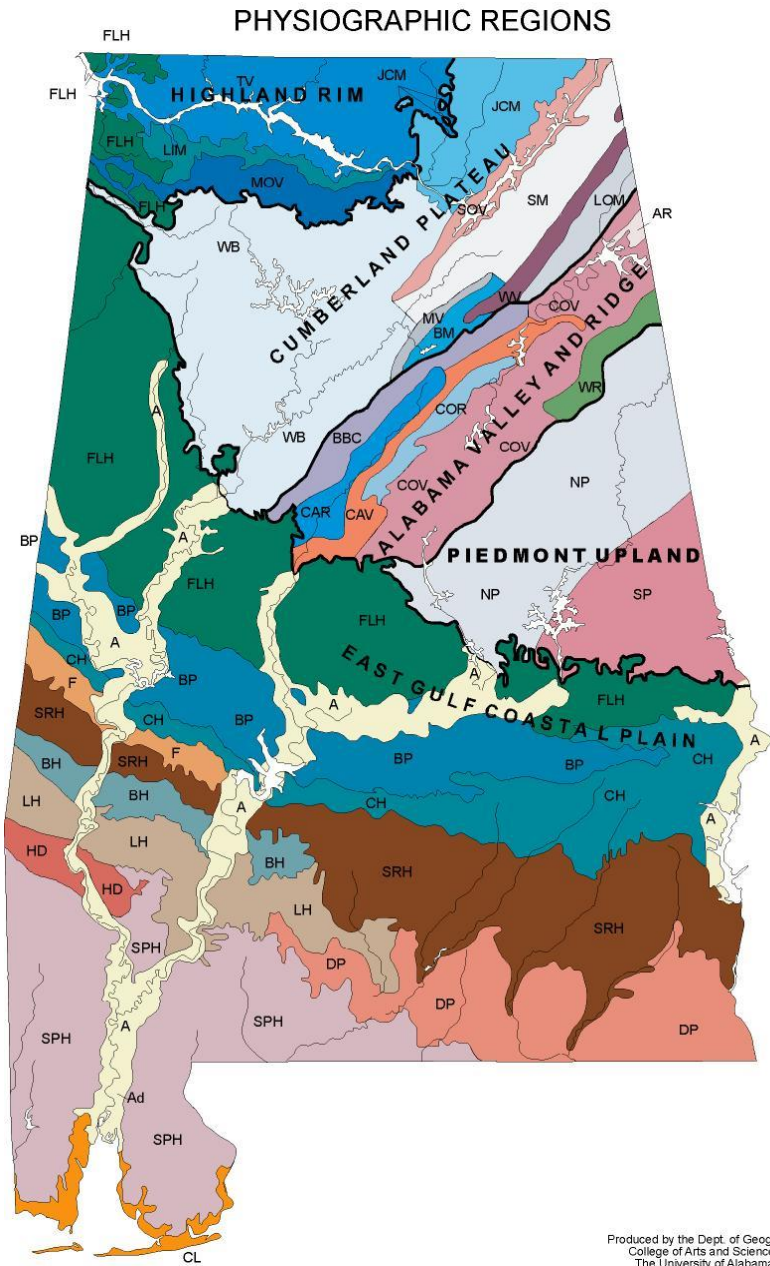 PHYSIOGRAPHIC REGIONS
FLH
FLH
TV
JCM
HIGHLAND RIM
JCM
FLH
LIM
MOV
FLH
SOV
SM
LOM
AR
WB
CUMBERLAND PLATEAU
WV
COV
MV
BM
ALABAMA VALLEY AND RIDGE
WR
A
COR
BBC
WB
COV
FLH
COV
NP
CAR
CAV
BP
A
PIEDMONT UPLAND
FLH
BP
NP
SP
FLH
A
CH
BP
EAST GULF COASTAL PLAIN
A
F
A
FLH
SRH
CH
BP
A
CH
F
BP
BP
BH
SRH
CH
CH
LH
BH
A
A
HD
LH
BH
SRH
HD
LH
SRH
SPH
DP
DP
SPH
SPH
A
DP
Ad
SPH
CL
Produced by the Dept. of Geog
College of Arts and Science
The University of Alabama